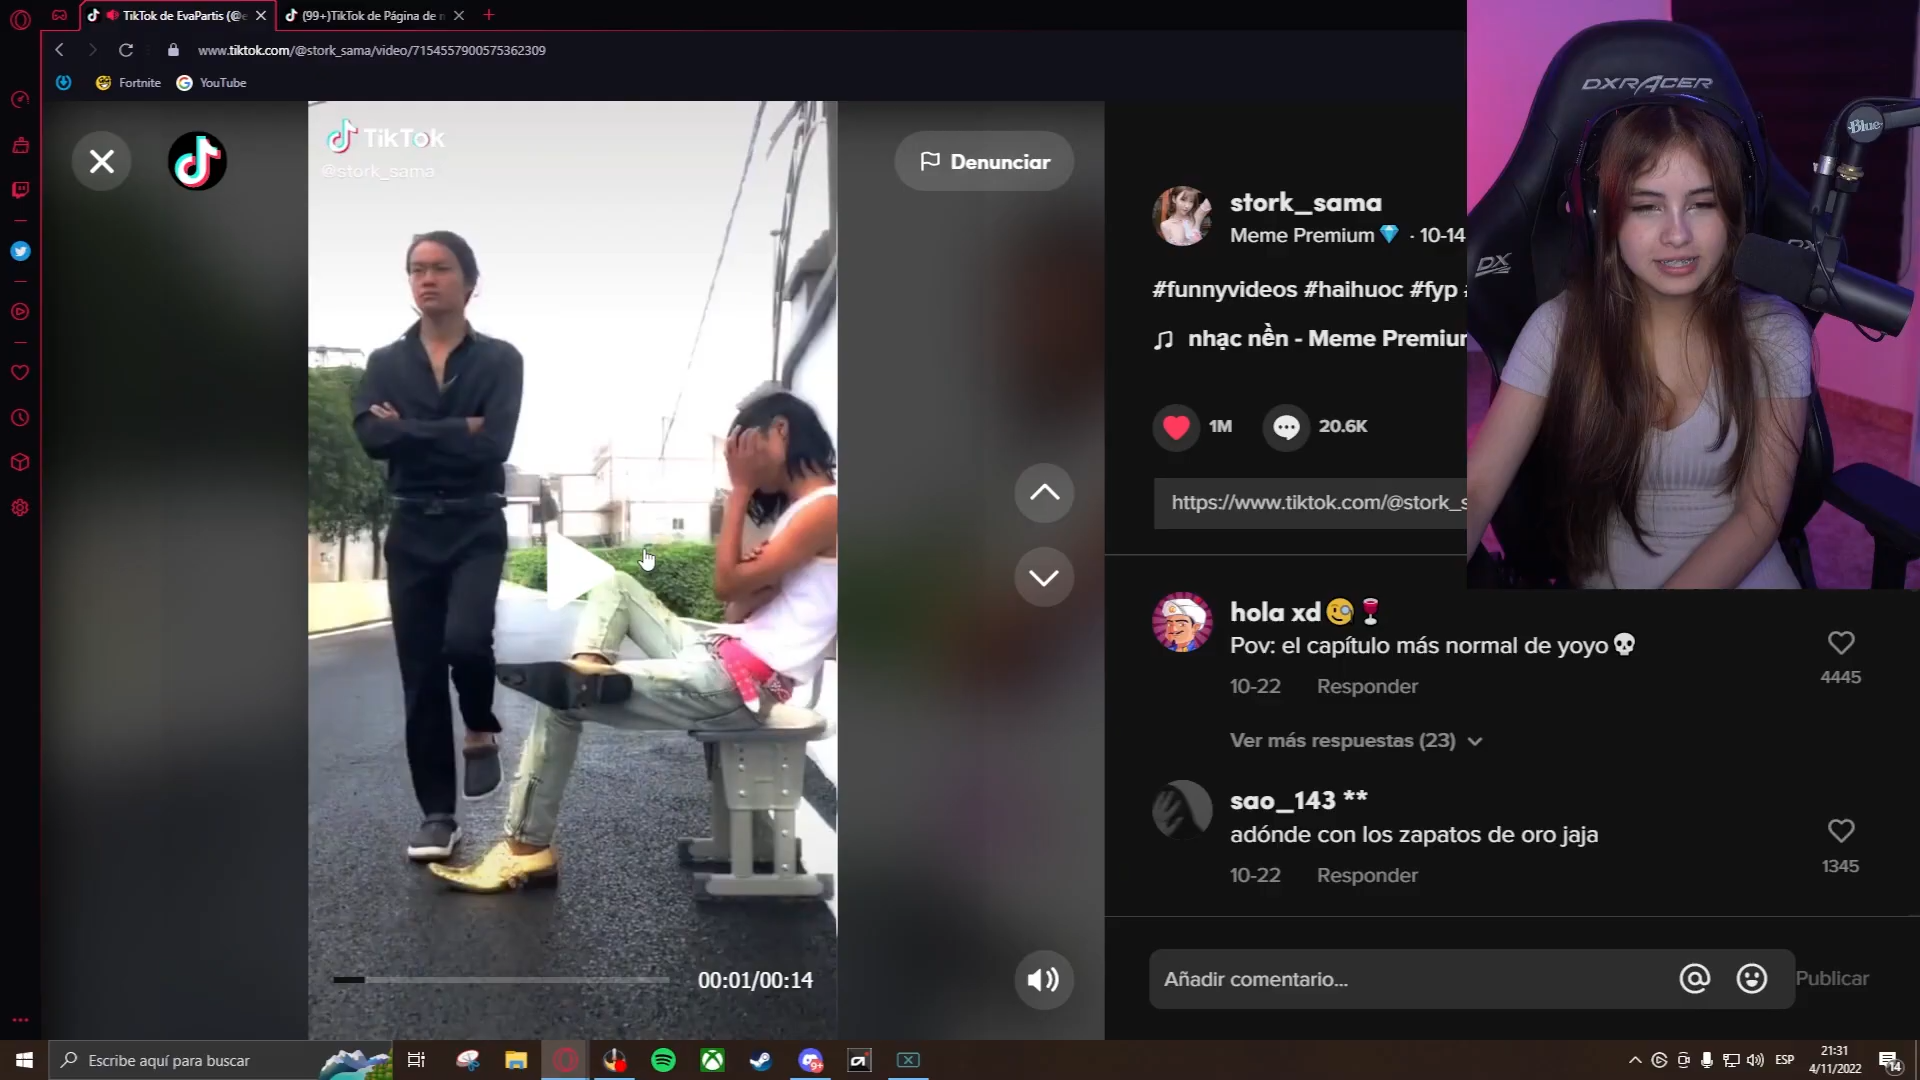 TikTok de EvaPartis (@e
(99+)TikTok de Página de n
www.tiktok.com/@stork_sama/video/7154557900575362309
Fortnite
YouTube
TikTok
@stork_sama
Denunciar
00:01/00:14
stork_sama
Meme Premium · 10-14
#funnyvideos #haihuoc #fyp
nhạc nền - Meme Premium
1M
20.6K
https://www.tiktok.com/@stork_s
hola xd
Pov: el capítulo más normal de yoyo
10-22 Responder
4445
Ver más respuestas (23)
sao_143 **
adónde con los zapatos de oro jaja
10-22 Responder
1345
Añadir comentario...
Publicar
DXRACER
Blue
DX
Escribe aquí para buscar
9+
ESP
21:31
4/11/2022
14